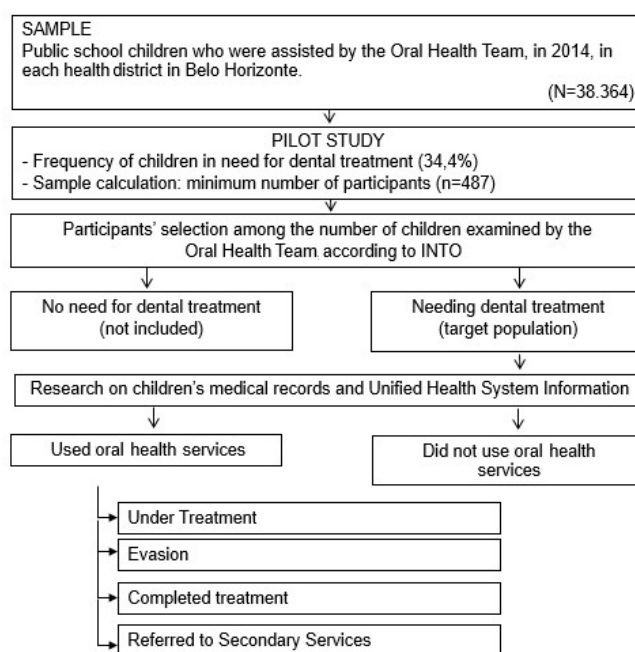 SAMPLE
Public school children who were assisted by the Oral Health Team, in 2014, in
each health district in Belo Horizonte.
(N=38.364)
PILOT STUDY
- Frequency of children in need for dental treatment (34,4%)
- Sample calculation: minimum number of participants (n=487)
Participants' selection among the number of children examined by the
Oral Health Team, according to INTO
No need for dental treatment
(not included)
Needing dental treatment
(target population)
Research on children's medical records and Unified Health System Information
Used oral health services
Did not use oral health
services
Under Treatment
Evasion
Completed treatment
Referred to Secondary Services